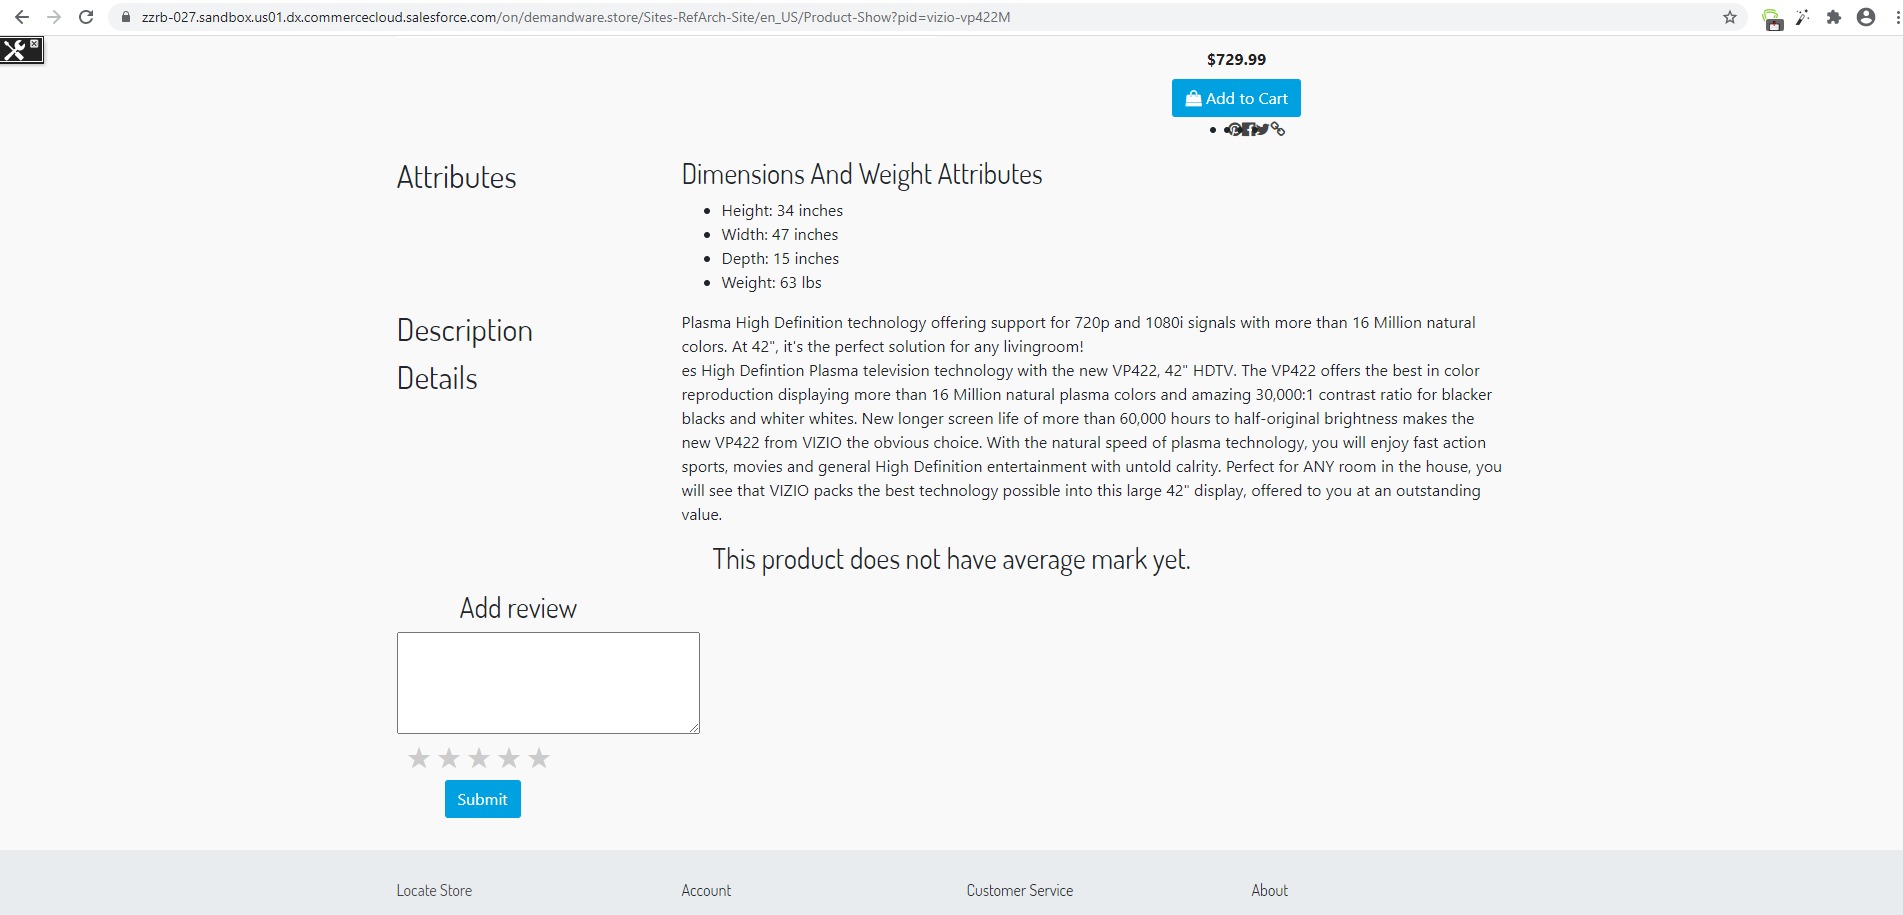 zzrb-027.sandbox.us01.dx.commercecloud.salesforce.com/on/demandware.store/Sites-RefArch-Site/en_US/Product-Show?pid=vizio-vp422M
$729.99
Add to Cart
Attributes
Dimensions And Weight Attributes
Height: 34 inches
Width: 47 inches
Depth: 15 inches
Weight: 63 lbs
Description
Plasma High Definition technology offering support for 720p and 1080i signals with more than 16 Million natural
colors. At 42", it's the perfect solution for any livingroom!
Details
es High Defintion Plasma television technology with the new VP422, 42" HDTV. The VP422 offers the best in color
reproduction displaying more than 16 Million natural plasma colors and amazing 30,000:1 contrast ratio for blacker
blacks and whiter whites. New longer screen life of more than 60,000 hours to half-original brightness makes the
new VP422 from VIZIO the obvious choice. With the natural speed of plasma technology, you will enjoy fast action
sports, movies and general High Definition entertainment with untold calrity. Perfect for ANY room in the house, you
will see that VIZIO packs the best technology possible into this large 42" display, offered to you at an outstanding
value.
This product does not have average mark yet.
Add review
Submit
Locate Store
Account
Customer Service
About